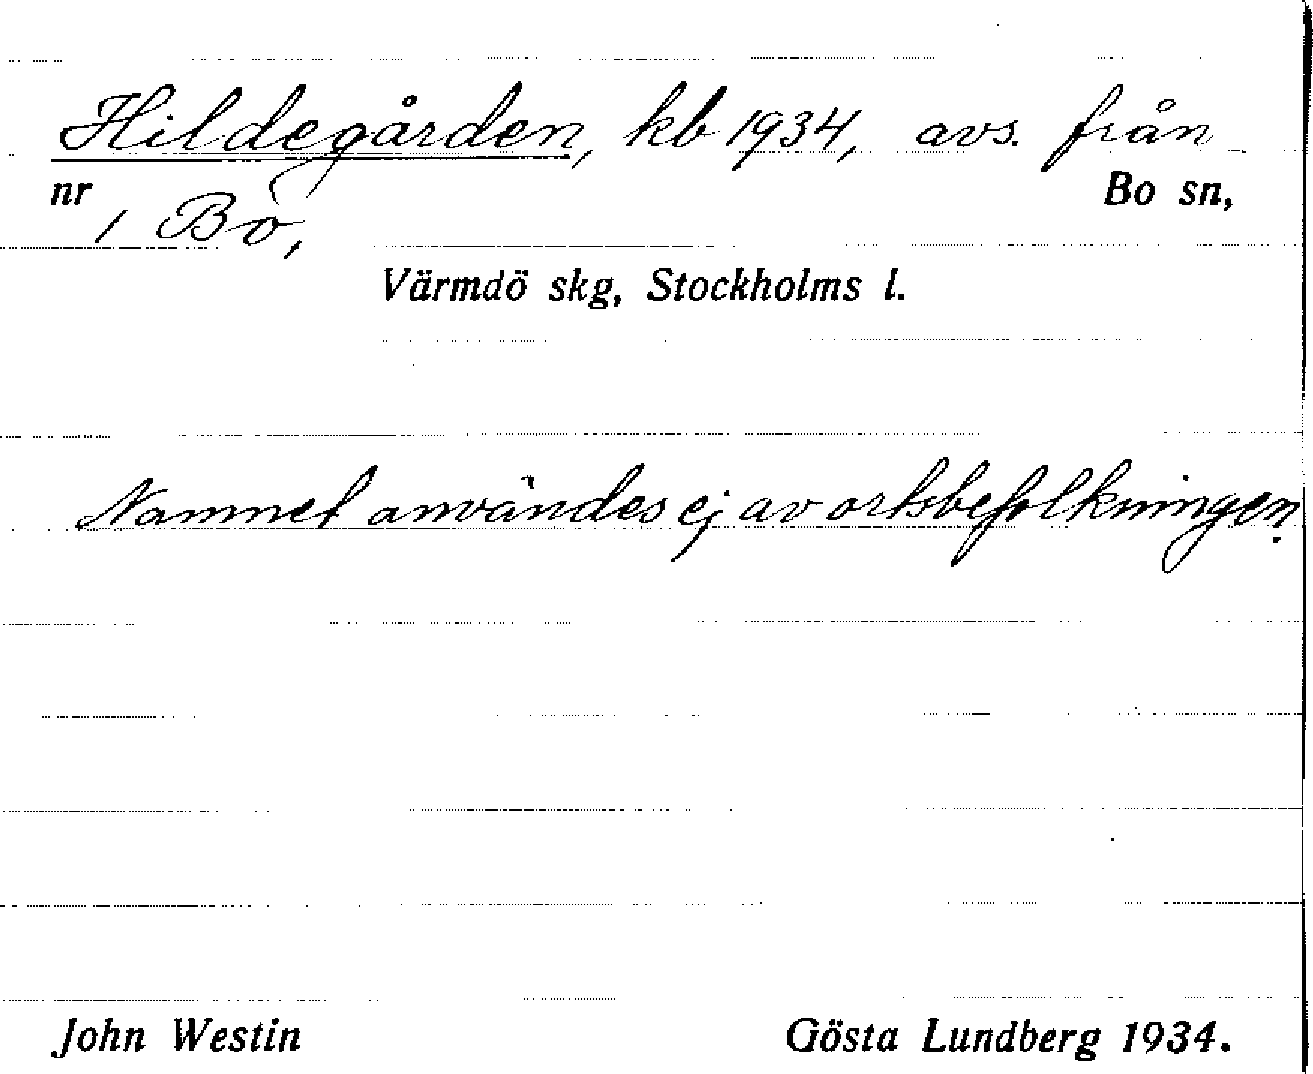 Hildegården, kb 1934, avs. från
nr 1 Bo, Bo sn,
Värmdö skg, Stockholms l.
Namnet användes ej av ortsbefolkningen.
John Westin Gösta Lundberg 1934.